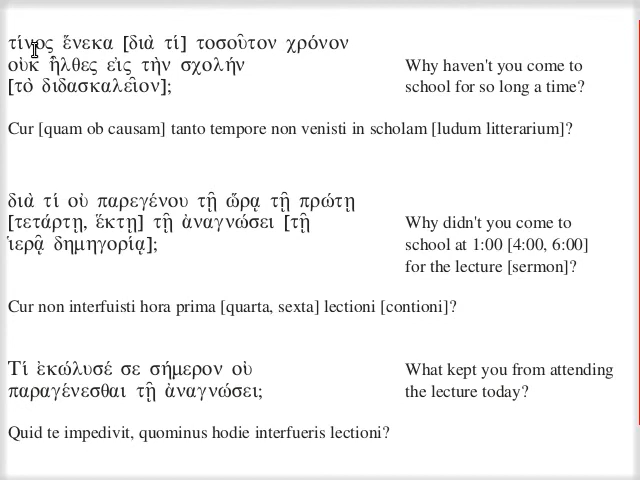 τίνος ἕνεκα [διὰ τί] τοσοῦτον χρόνον
οὐκ ἦλθες εἰς τὴν σχολήν
[τὸ διδασκαλεῖον];
Why haven't you come to
school for so long a time?
Cur [quam ob causam] tanto tempore non venisti in scholam [ludum litterarium]?
διὰ τί οὐ παρεγένου τῇ ὥρᾳ τῇ πρώτῃ
[τετάρτῃ, ἕκτῃ] τῇ ἀναγνώσει [τῇ
ἱερᾷ δημηγορίᾳ];
Why didn't you come to
school at 1:00 [4:00, 6:00]
for the lecture [sermon]?
Cur non interfuisti hora prima [quarta, sexta] lectioni [contioni]?
Τί ἐκώλυσέ σε σήμερον οὐ
παραγένεσθαι τῇ ἀναγνώσει;
What kept you from attending
the lecture today?
Quid te impedivit, quominus hodie interfueris lectioni?